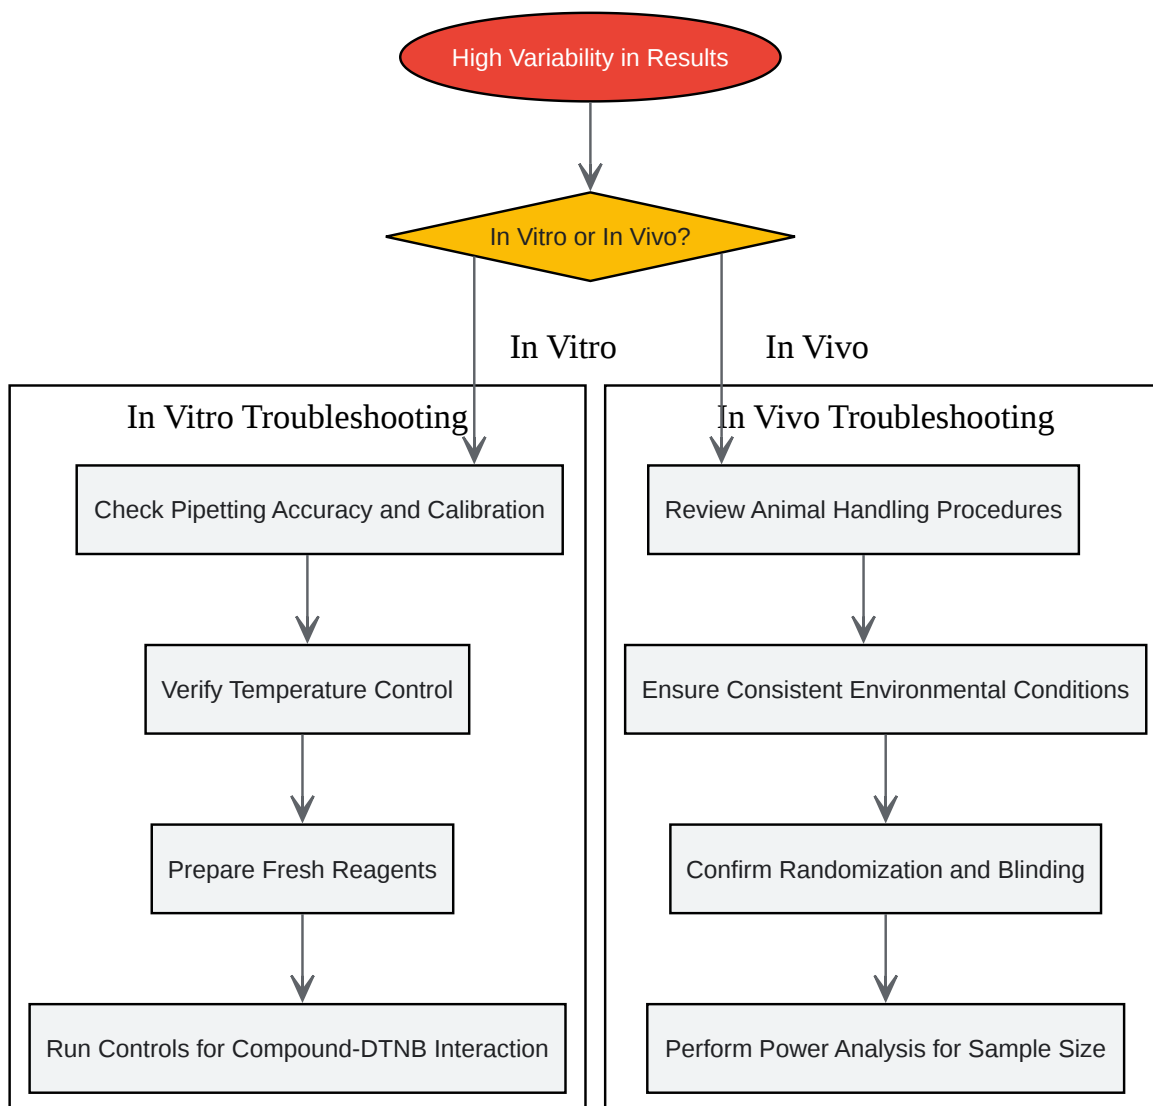 High Variability in Results
In Vitro or In Vivo?
In Vitro
In Vivo
In Vitro Troubleshooting
Check Pipetting Accuracy and Calibration
Verify Temperature Control
Prepare Fresh Reagents
Run Controls for Compound-DTNB Interaction
In Vivo Troubleshooting
Review Animal Handling Procedures
Ensure Consistent Environmental Conditions
Confirm Randomization and Blinding
Perform Power Analysis for Sample Size